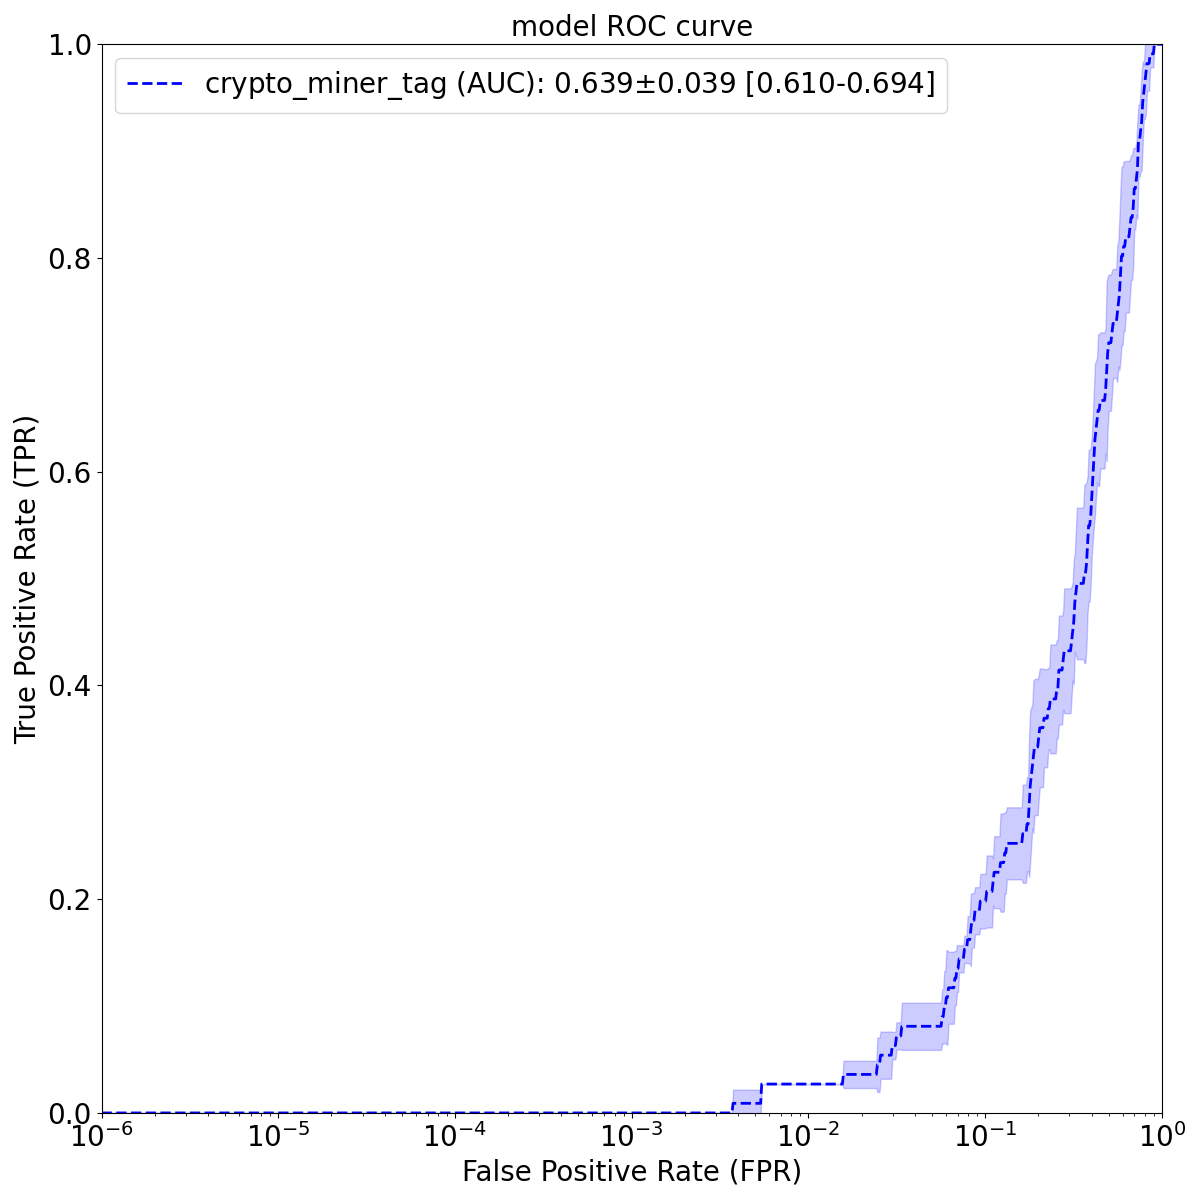 model ROC curve
crypto_miner_tag (AUC): 0.639±0.039 [0.610-0.694]
1.0
0.8
0.6
0.4
0.2
0.0
True Positive Rate (TPR)
10⁻⁶ 10⁻⁵ 10⁻⁴ 10⁻³ 10⁻² 10⁻¹ 10⁰
False Positive Rate (FPR)